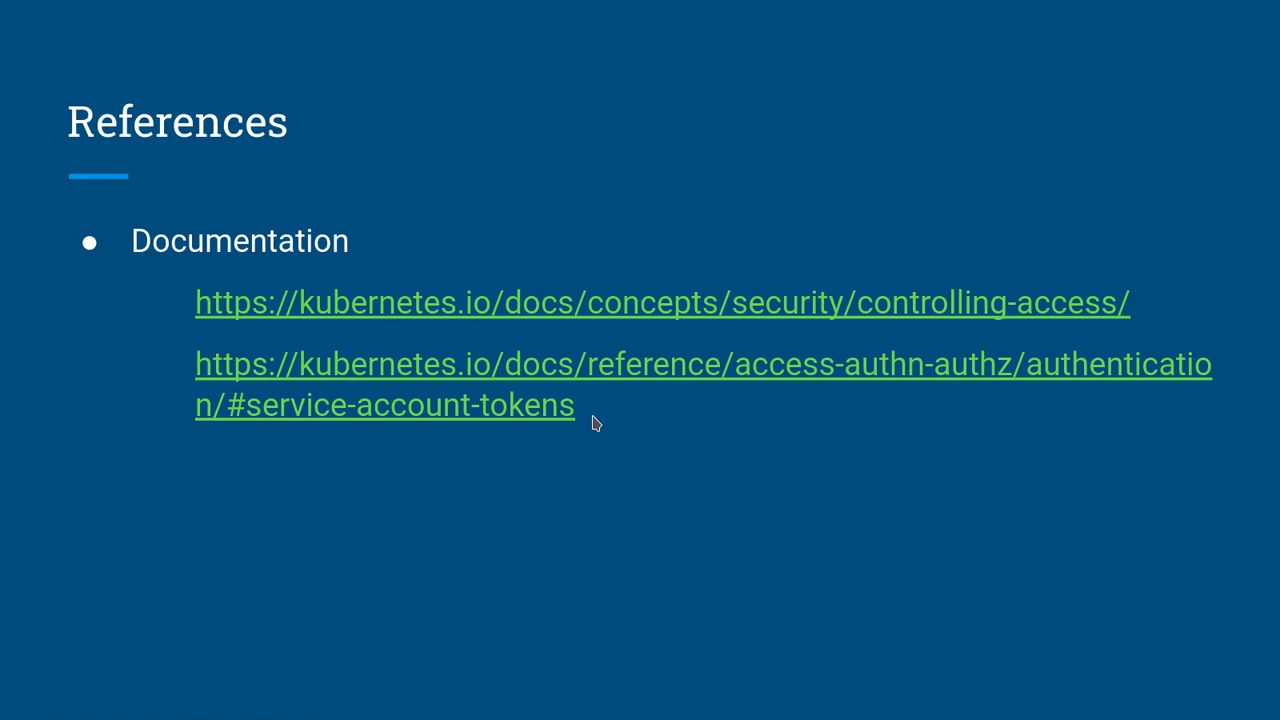 References
● Documentation
https://kubernetes.io/docs/concepts/security/controlling-access/
https://kubernetes.io/docs/reference/access-authn-authz/authenticatio
n/#service-account-tokens